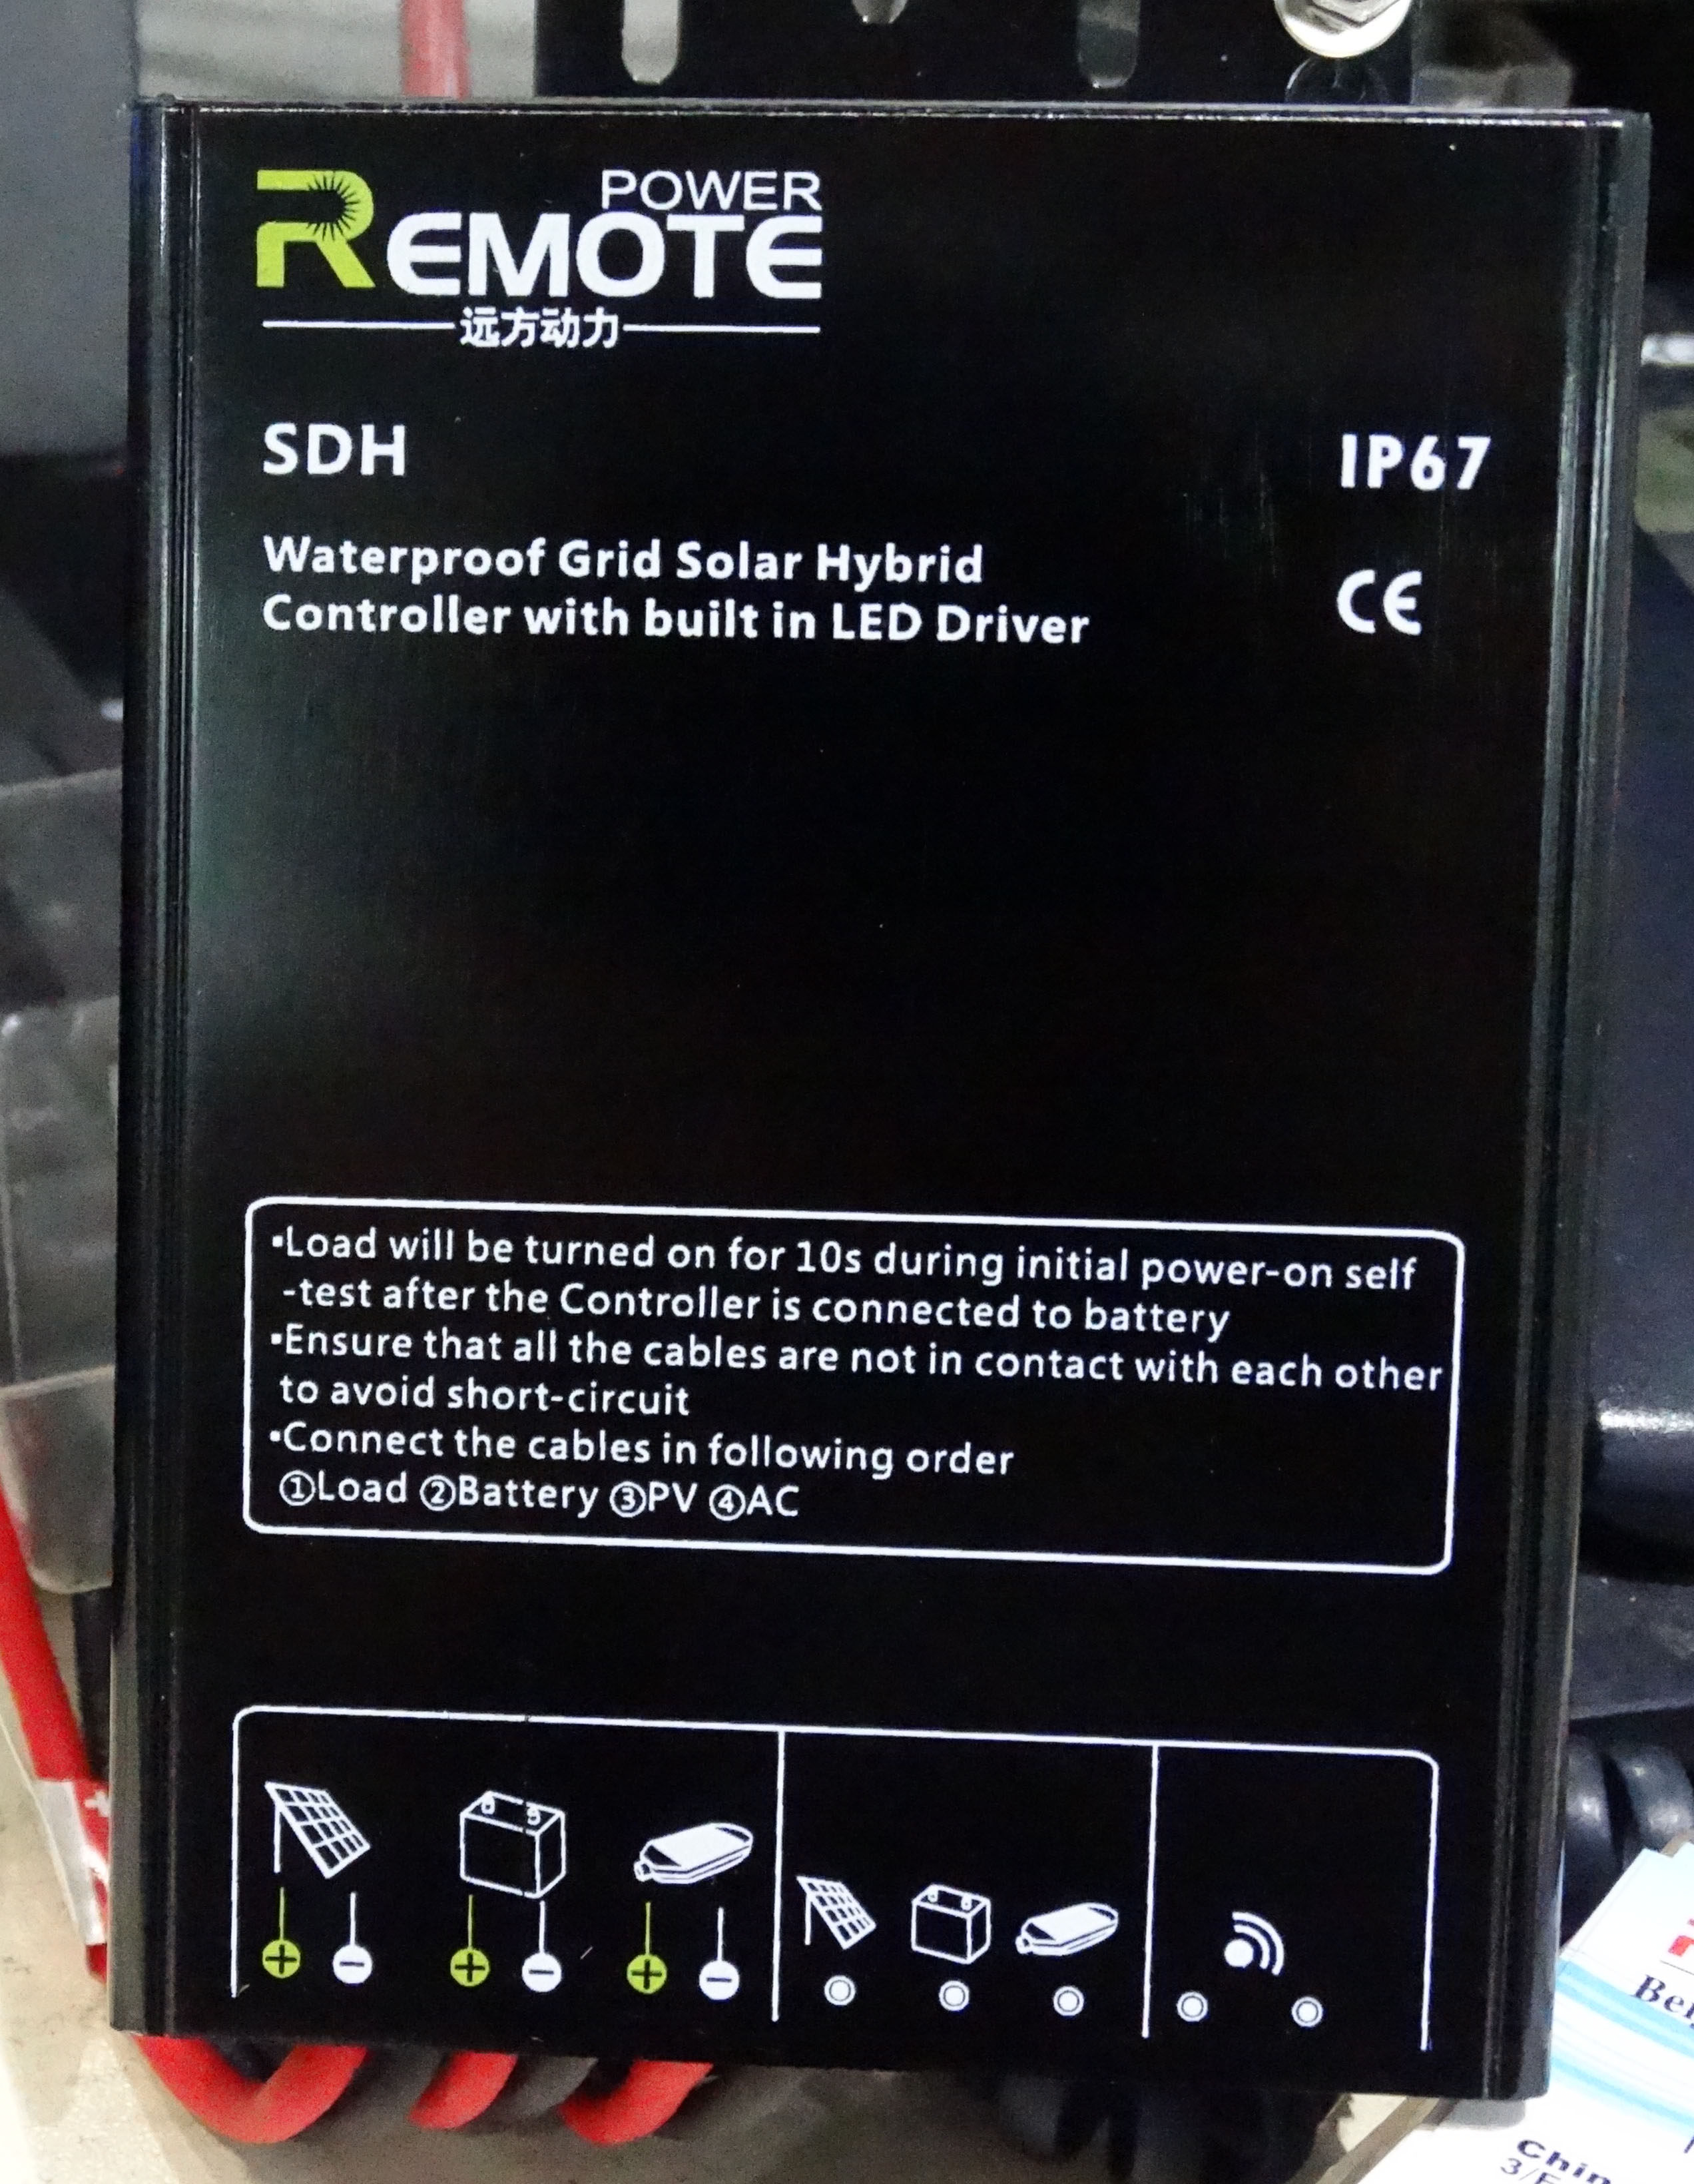 POWER
REMOTE
远方动力
SDH
IP67
Waterproof Grid Solar Hybrid
Controller with built in LED Driver
CE
▪Load will be turned on for 10s during initial power-on self
-test after the Controller is connected to battery
▪Ensure that all the cables are not in contact with each other
to avoid short-circuit
▪Connect the cables in following order
①Load ②Battery ③PV ④AC